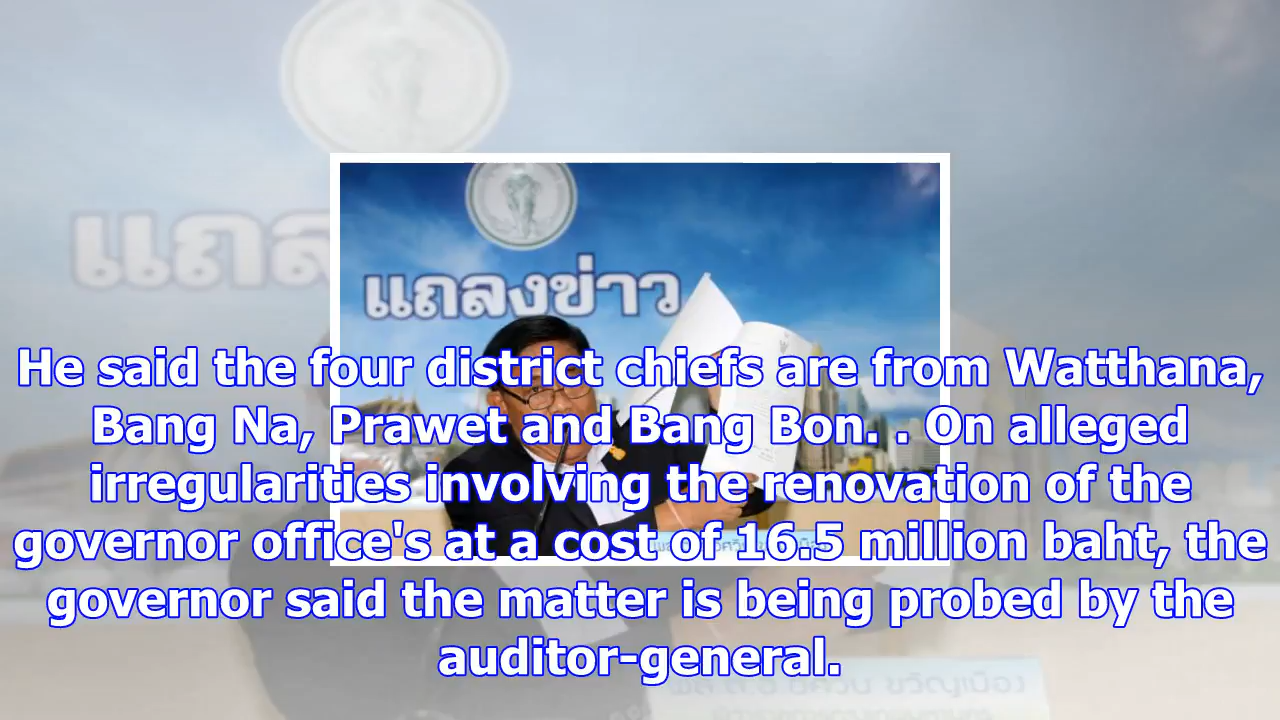 แถลงข่าว
He said the four district chiefs are from Watthana,
Bang Na, Prawet and Bang Bon. . On alleged
irregularities involving the renovation of the
governor office's at a cost of 16.5 million baht, the
governor said the matter is being probed by the
auditor-general.